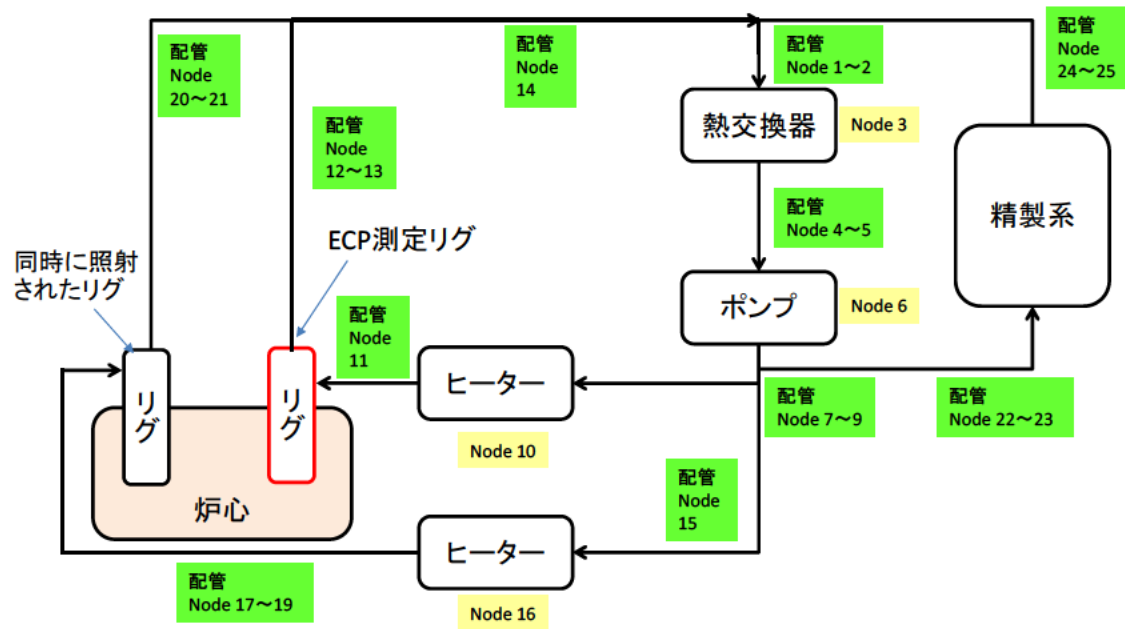 配管
Node
20～21
配管
Node
14
配管
Node 1～2
配管
Node
24～25
熱交換器
Node 3
配管
Node
12～13
配管
Node 4～5
精製系
ECP測定リグ
同時に照射
されたリグ
ポンプ
Node 6
配管
Node
11
ヒーター
リグ
リグ
配管
Node 7～9
配管
Node 22～23
Node 10
配管
Node
15
炉心
ヒーター
配管
Node 17～19
Node 16